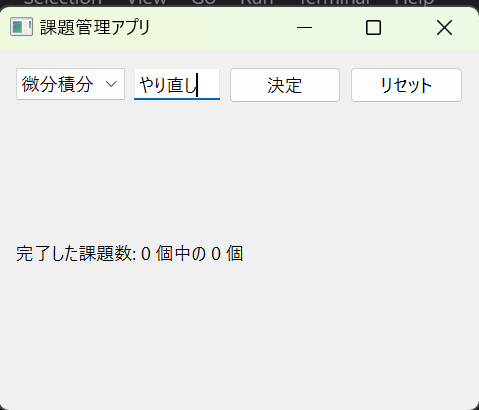 Selection View Go Run Terminal Help
課題管理アプリ
微分積分 やり直し 決定 リセット
完了した課題数: 0 個中の 0 個